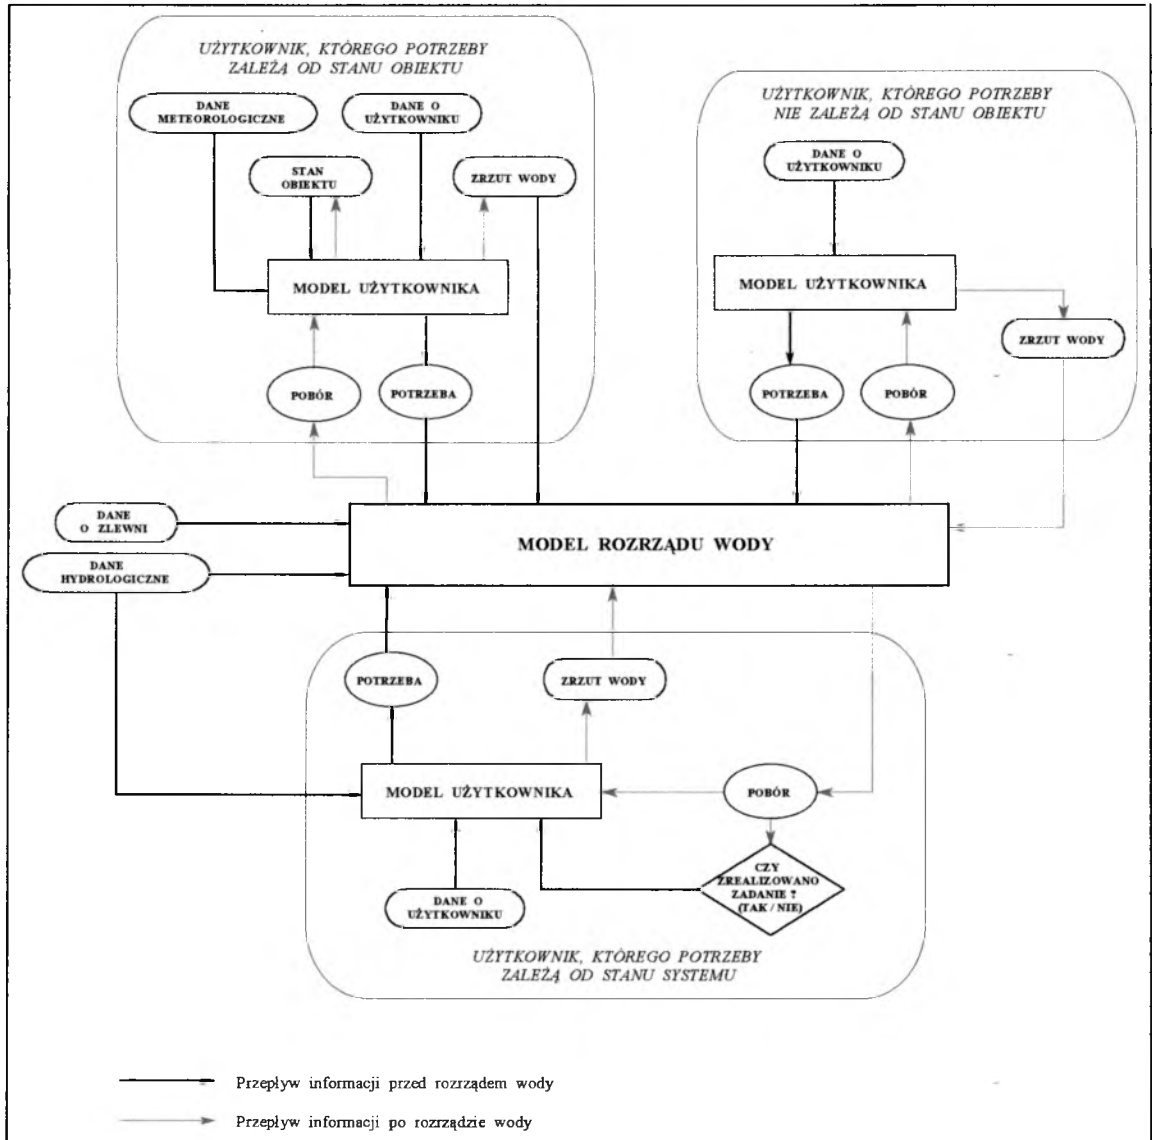 UŻYTKOWNIK, KTÓREGO POTRZEBY
ZALEŻĄ OD STANU OBIEKTU
DANE
METEOROLOGICZNE
DANE O
UŻYTKOWNIKU
STAN
OBIEKTU
ZRZUT WODY
MODEL UŻYTKOWNIKA
POBÓR
POTRZEBA
UŻYTKOWNIK, KTÓREGO POTRZEBY
NIE ZALEŻĄ OD STANU OBIEKTU
DANE O
UŻYTKOWNIKU
MODEL UŻYTKOWNIKA
ZRZUT WODY
POTRZEBA
POBÓR
DANE
O ZLEWNI
MODEL ROZRZĄDU WODY
DANE
HYDROLOGICZNE
POTRZEBA
ZRZUT WODY
MODEL UŻYTKOWNIKA
POBÓR
DANE O
UŻYTKOWNIKU
CZY
ZREALIZOWANO
ZADANIE ?
(TAK / NIE)
UŻYTKOWNIK, KTÓREGO POTRZEBY
ZALEŻĄ OD STANU SYSTEMU
Przepływ informacji przed rozrządem wody
Przepływ informacji po rozrządzie wody